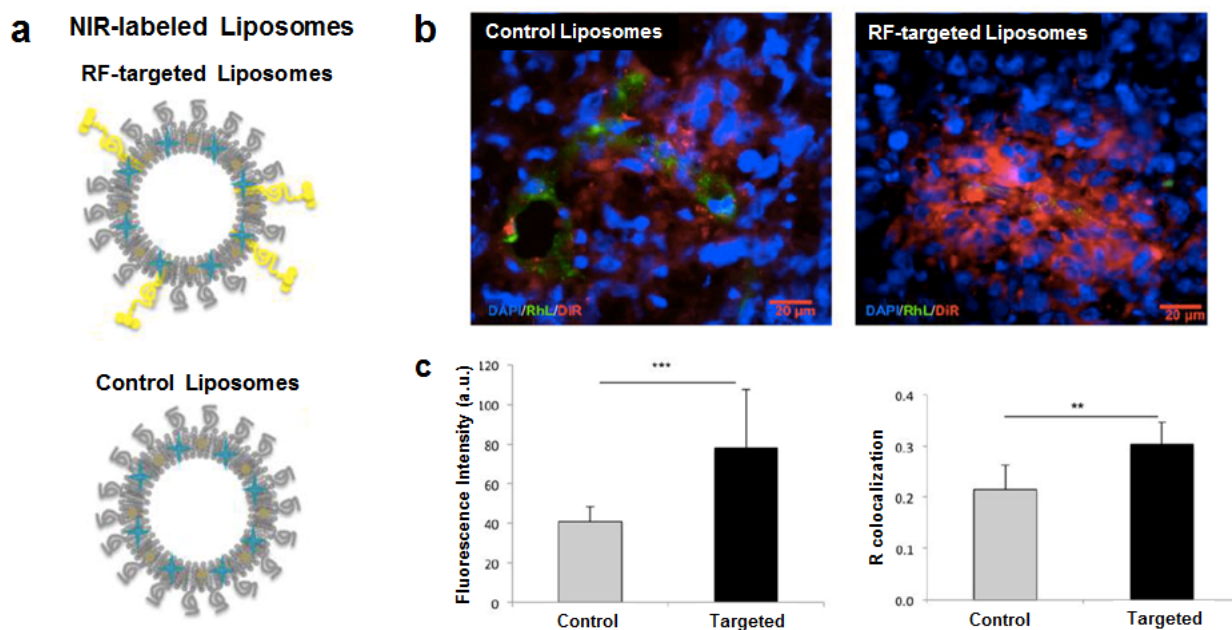 a
NIR-labeled Liposomes
RF-targeted Liposomes
Control Liposomes
b
Control Liposomes
DAPI/RhL/DiR
20 µm
RF-targeted Liposomes
DAPI/RhL/DiR
20 µm
c
Fluorescence Intensity (a.u.)
120
100
80
60
40
20
0
***
Control
Targeted
R colocalization
0.4
0.3
0.2
0.1
0.0
**
Control
Targeted